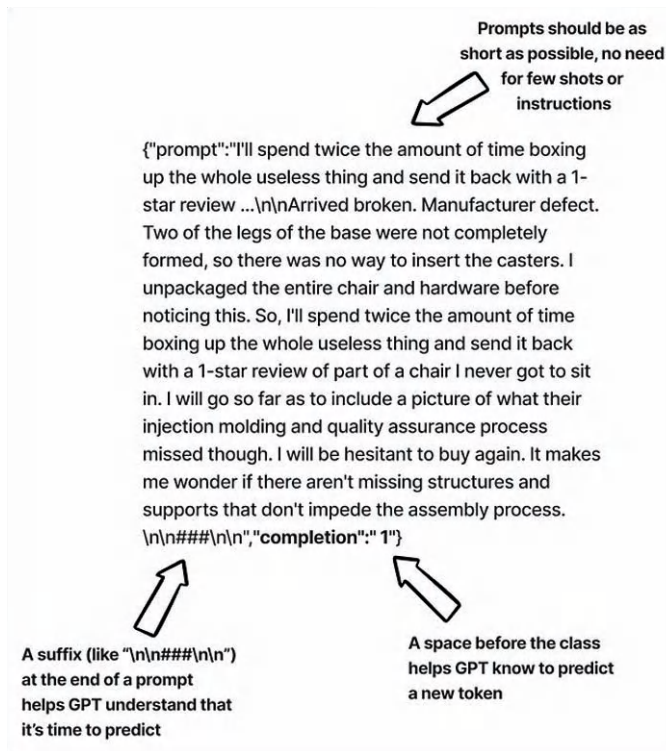 Prompts should be as
short as possible, no need
for few shots or
instructions
{"prompt":"I'll spend twice the amount of time boxing
up the whole useless thing and send it back with a 1-
star review ...\n\nArrived broken. Manufacturer defect.
Two of the legs of the base were not completely
formed, so there was no way to insert the casters. I
unpackaged the entire chair and hardware before
noticing this. So, I'll spend twice the amount of time
boxing up the whole useless thing and send it back
with a 1-star review of part of a chair I never got to sit
in. I will go so far as to include a picture of what their
injection molding and quality assurance process
missed though. I will be hesitant to buy again. It makes
me wonder if there aren't missing structures and
supports that don't impede the assembly process.
\n\n###\n\n","completion":" 1"}
A suffix (like "\n\n###\n\n")
at the end of a prompt
helps GPT understand that
it's time to predict
A space before the class
helps GPT know to predict
a new token